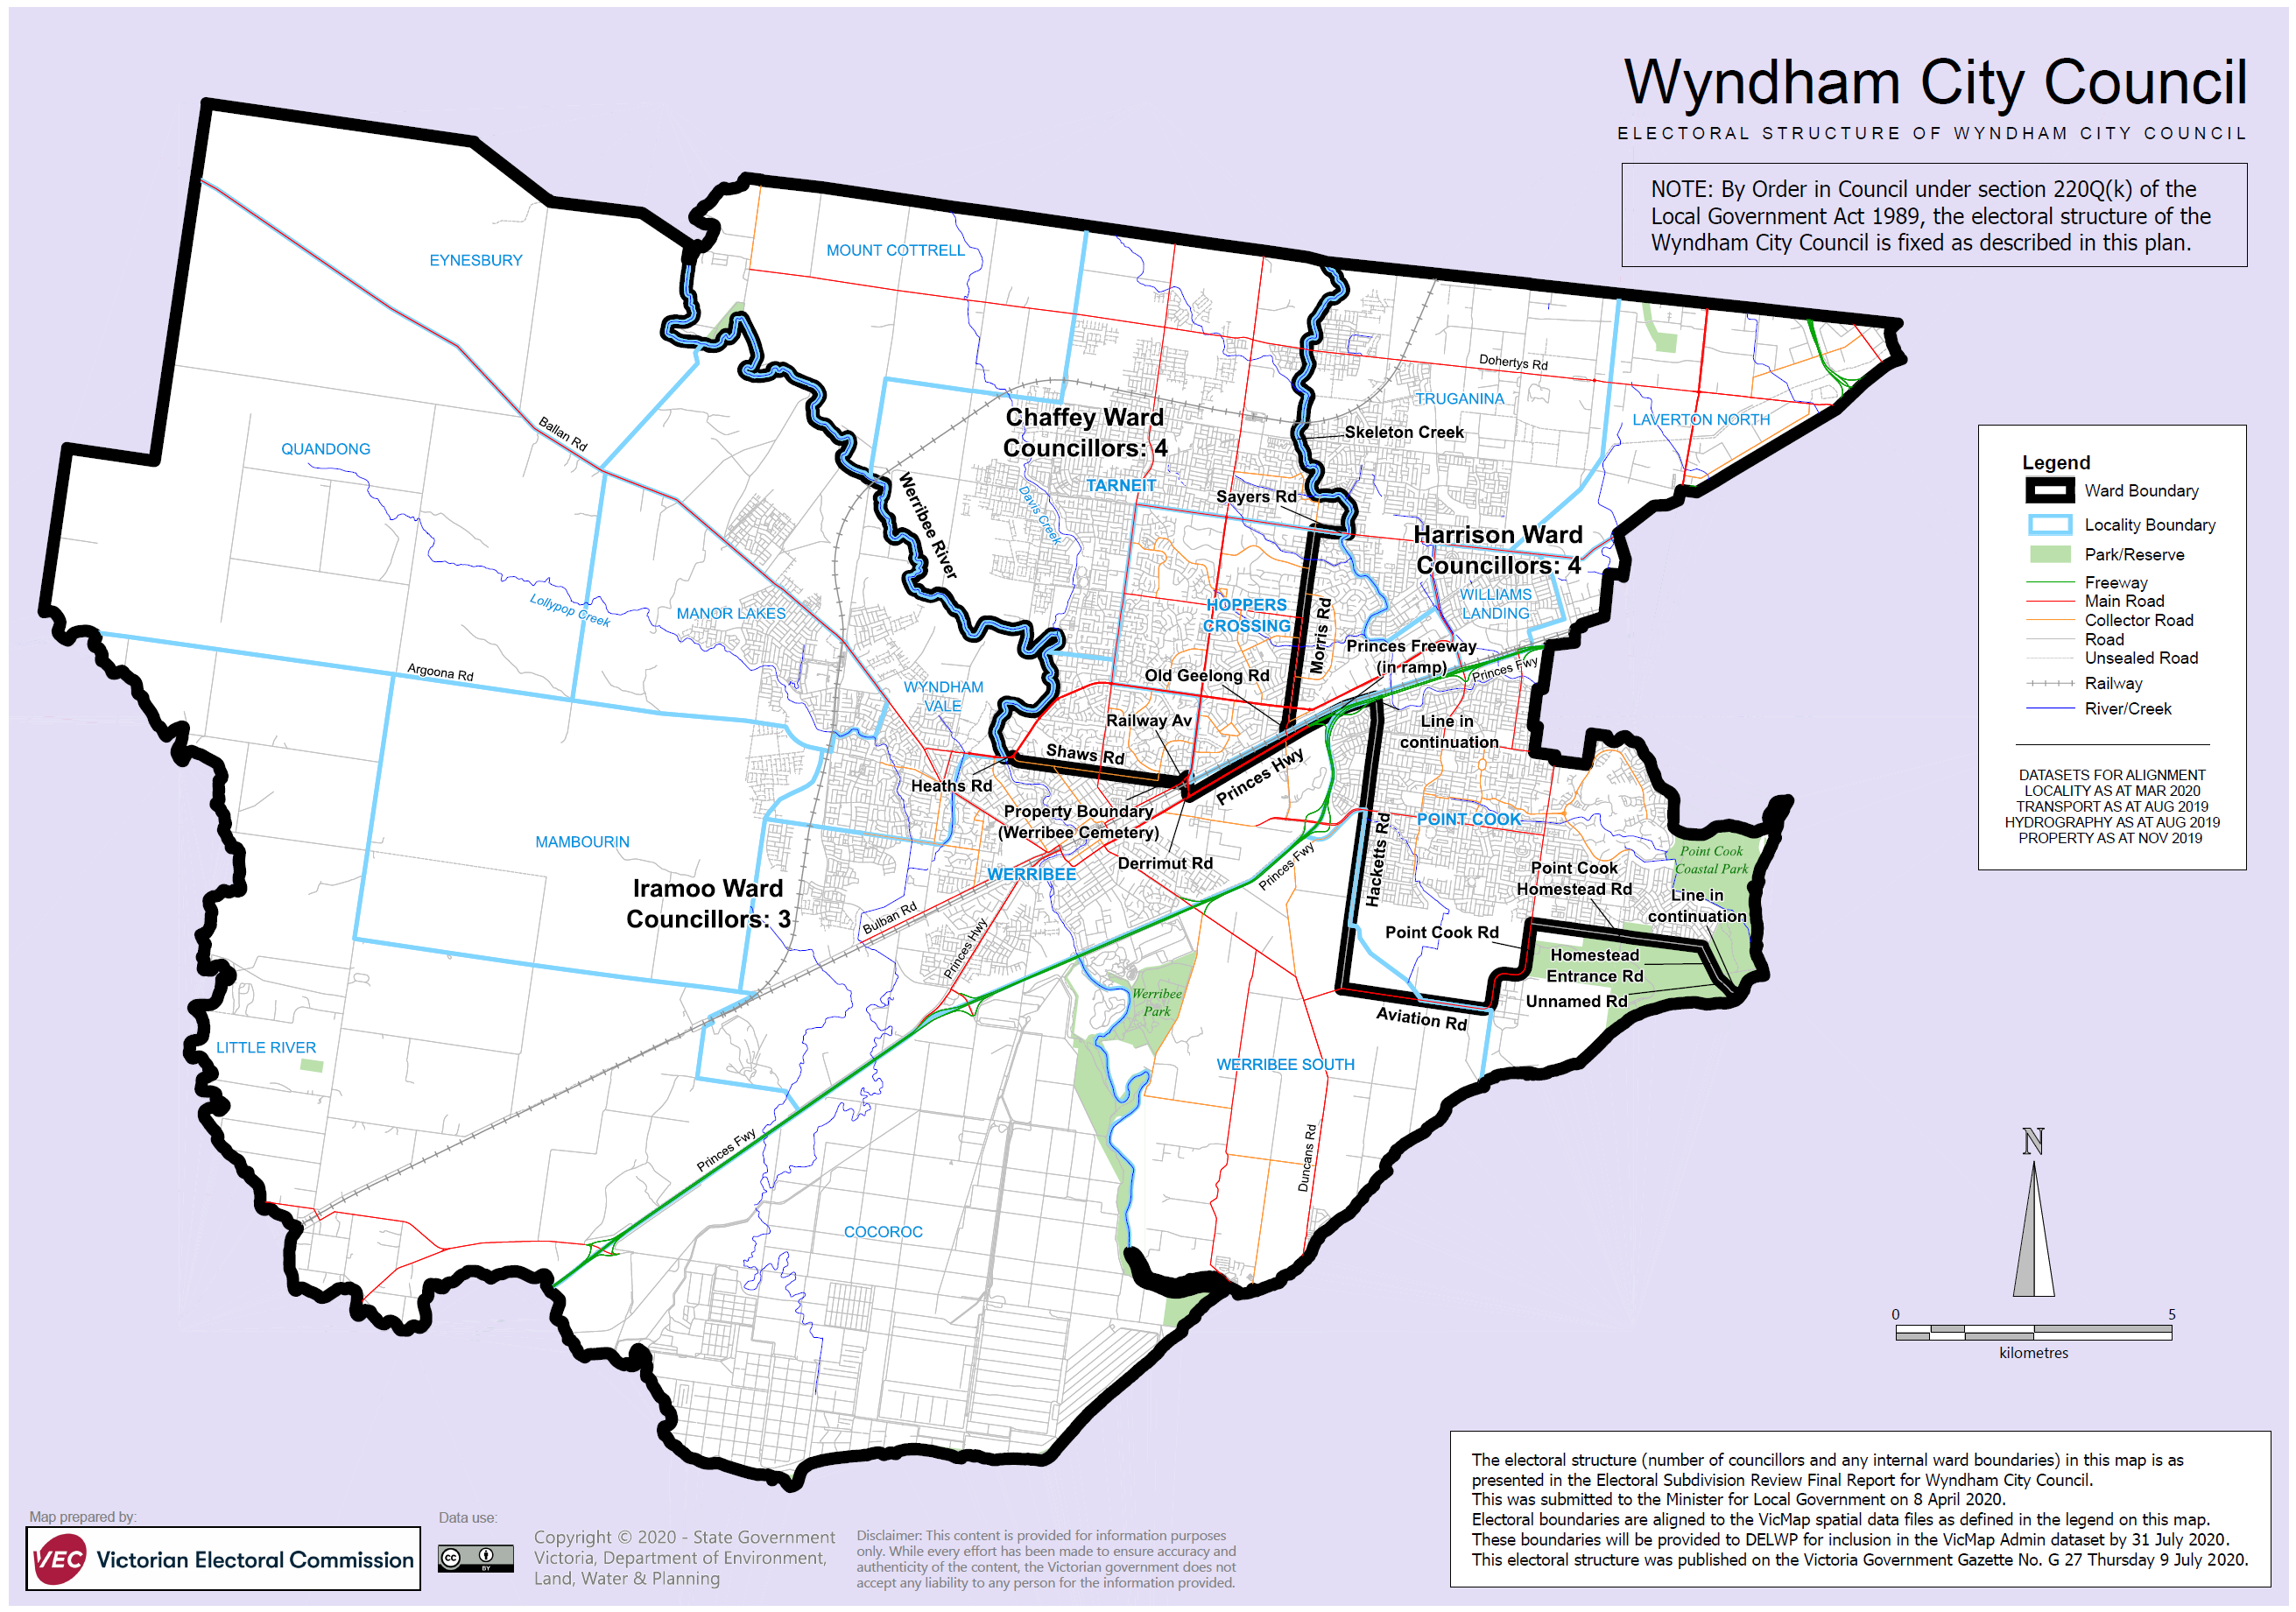 Wyndham City Council
ELECTORAL STRUCTURE OF WYNDHAM CITY COUNCIL
NOTE: By Order in Council under section 220Q(k) of the
Local Government Act 1989, the electoral structure of the
Wyndham City Council is fixed as described in this plan.
EYNESBURY
MOUNT COTTRELL
Dohertys Rd
TRUGANINA
LAVERTON NORTH
Chaffey Ward
Councillors: 4
Skeleton Creek
QUANDONG
Ballan Rd
TARNEIT
Sayers Rd
Werribee River
Davis Creek
Harrison Ward
Councillors: 4
Lollypop Creek
MANOR LAKES
HOPPERS
CROSSING
WILLIAMS
LANDING
Morris Rd
Princes Freeway
(in ramp)
Princes Fwy
Argoona Rd
Old Geelong Rd
WYNDHAM
VALE
Railway Av
Line in
continuation
Shaws Rd
Heaths Rd
Princes Hwy
Property Boundary
(Werribee Cemetery)
POINT COOK
MAMBOURIN
Derrimut Rd
Princes Fwy
Hacketts Rd
Point Cook
Coastal Park
WERRIBEE
Point Cook
Homestead Rd
Line in
continuation
Iramoo Ward
Councillors: 3
Bulban Rd
Princes Hwy
Point Cook Rd
Homestead
Entrance Rd
Unnamed Rd
Werribee
Park
Aviation Rd
LITTLE RIVER
WERRIBEE SOUTH
Princes Fwy
Duncans Rd
COCOROC
Legend
Ward Boundary
Locality Boundary
Park/Reserve
Freeway
Main Road
Collector Road
Road
Unsealed Road
Railway
River/Creek
DATASETS FOR ALIGNMENT
LOCALITY AS AT MAR 2020
TRANSPORT AS AT AUG 2019
HYDROGRAPHY AS AT AUG 2019
PROPERTY AS AT NOV 2019
N
0 5
kilometres
The electoral structure (number of councillors and any internal ward boundaries) in this map is as
presented in the Electoral Subdivision Review Final Report for Wyndham City Council.
This was submitted to the Minister for Local Government on 8 April 2020.
Electoral boundaries are aligned to the VicMap spatial data files as defined in the legend on this map.
These boundaries will be provided to DELWP for inclusion in the VicMap Admin dataset by 31 July 2020.
This electoral structure was published on the Victoria Government Gazette No. G 27 Thursday 9 July 2020.
Map prepared by:
VEC Victorian Electoral Commission
Data use:
cc BY
Copyright © 2020 - State Government
Victoria, Department of Environment,
Land, Water & Planning
Disclaimer: This content is provided for information purposes
only. While every effort has been made to ensure accuracy and
authenticity of the content, the Victorian government does not
accept any liability to any person for the information provided.